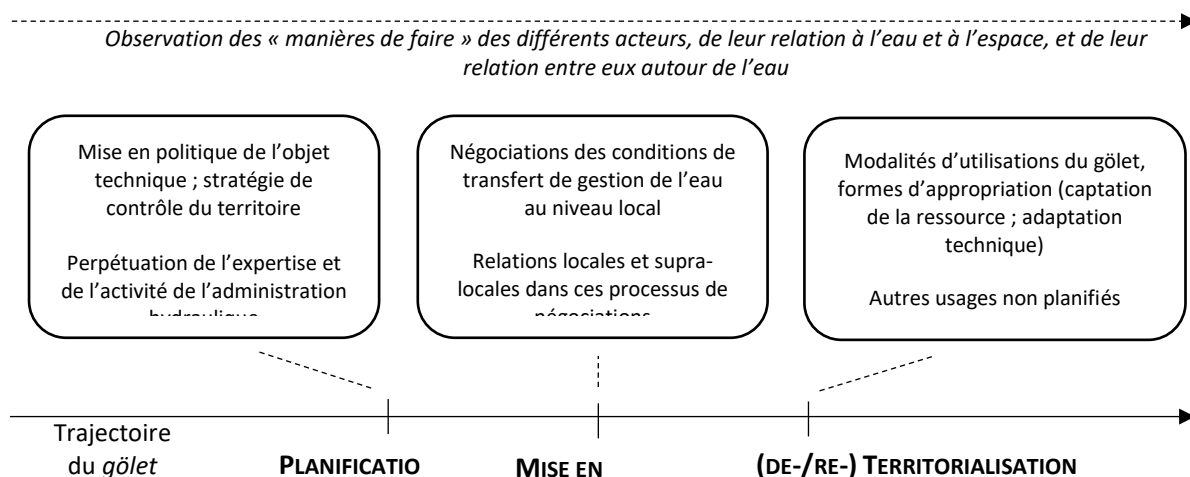 Observation des « manières de faire » des différents acteurs, de leur relation à l’eau et à l’espace, et de leur
relation entre eux autour de l’eau
Mise en politique de l’objet
technique ; stratégie de
contrôle du territoire
Perpétuation de l’expertise et
de l’activité de l’administration
hydraulique
Négociations des conditions de
transfert de gestion de l’eau
au niveau local
Relations locales et supra-
locales dans ces processus de
négociations
Modalités d’utilisations du gölet,
formes d’appropriation (captation
de la ressource ; adaptation
technique)
Autres usages non planifiés
Trajectoire
du gölet
PLANIFICATIO
MISE EN
(DE-/RE-) TERRITORIALISATION